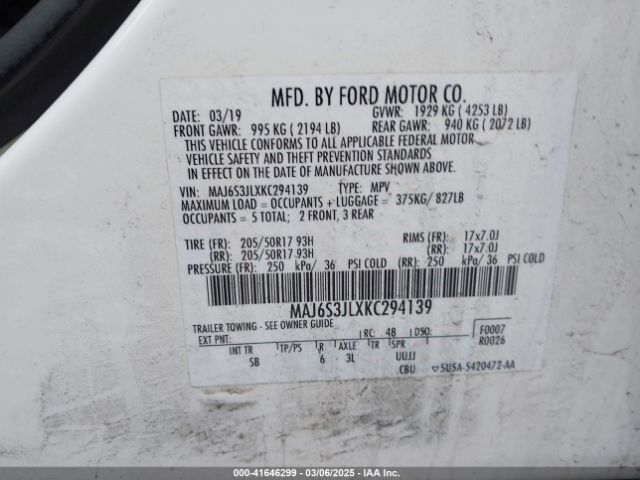 MFD. BY FORD MOTOR CO.
DATE: 03/19 GVWR: 1929 KG ( 4253 LB)
FRONT GAWR: 995 KG ( 2194 LB) REAR GAWR: 940 KG ( 2072 LB)
THIS VEHICLE CONFORMS TO ALL APPLICABLE FEDERAL MOTOR
VEHICLE SAFETY AND THEFT PREVENTION STANDARDS
IN EFFECT ON THE DATE OF MANUFACTURE SHOWN ABOVE.
VIN: MAJ6S3JLXKC294139 TYPE: MPV
MAXIMUM LOAD = OCCUPANTS + LUGGAGE = 375KG/ 827LB
OCCUPANTS = 5 TOTAL; 2 FRONT, 3 REAR
TIRE (FR): 205/50R17 93H RIMS (FR): 17x7.0J
(RR): 205/50R17 93H (RR): 17x7.0J
PRESSURE (FR): 250 kPa/ 36 PSI COLD (RR): 250 kPa/ 36 PSI COLD
MAJ6S3JLXKC294139
TRAILER TOWING - SEE OWNER GUIDE
EXT PNT: RC: 48 DSO: F0007
R0026
INT TR TP/PS R AXLE TR SPR UUJJ
SB 6 3L CBU SU5A-5420472-AA
000-41646299 | 03/06/2025 | IAA Inc.